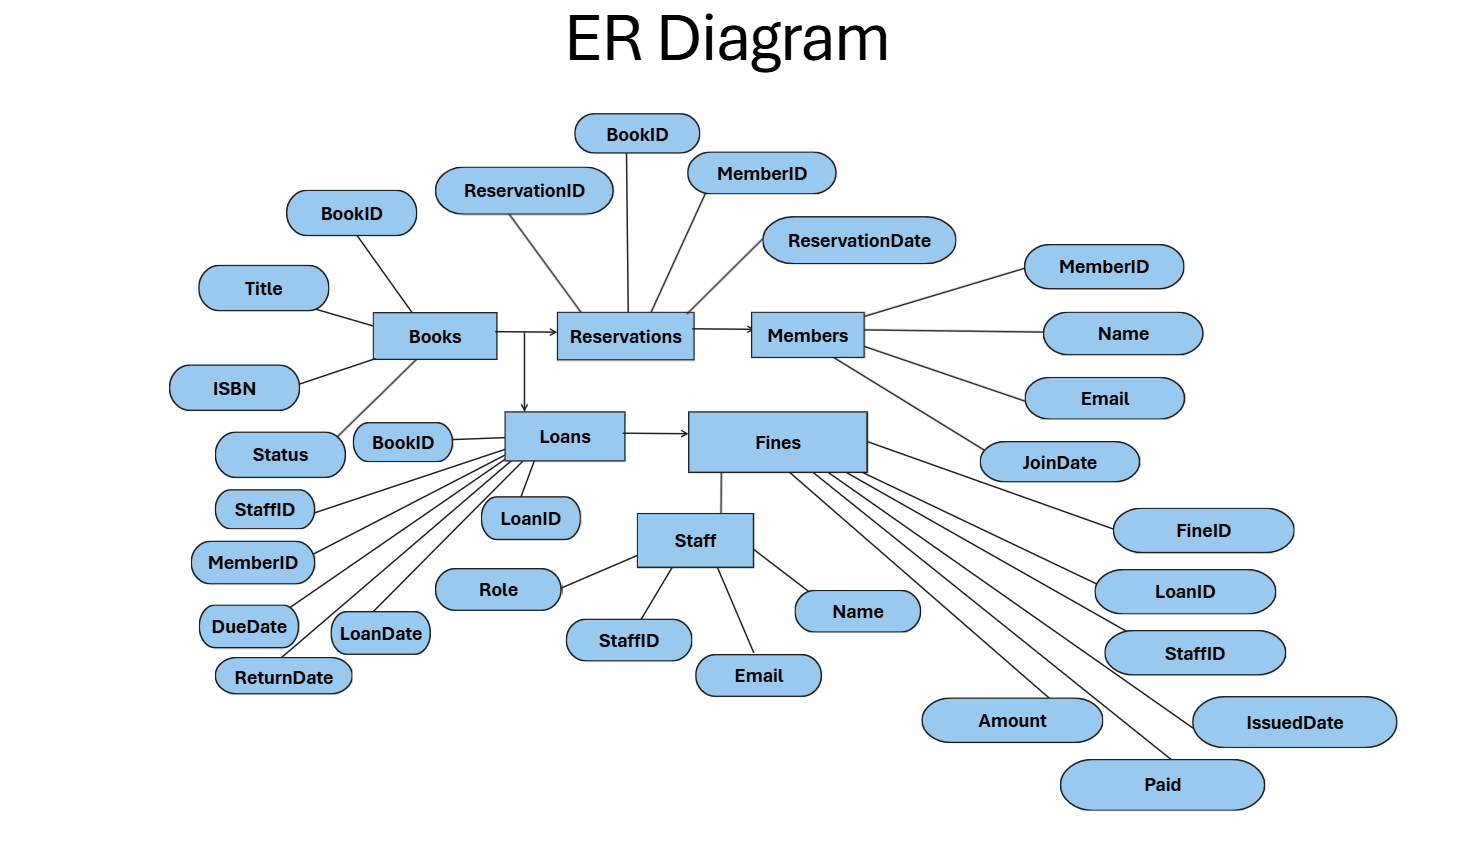 ER Diagram
BookID
MemberID
ReservationID
BookID
ReservationDate
MemberID
Title
Books
Reservations
Members
Name
ISBN
Email
Status
BookID
Loans
Fines
JoinDate
StaffID
LoanID
FineID
Staff
MemberID
Role
LoanID
Name
DueDate
LoanDate
StaffID
StaffID
ReturnDate
Email
Amount
IssuedDate
Paid